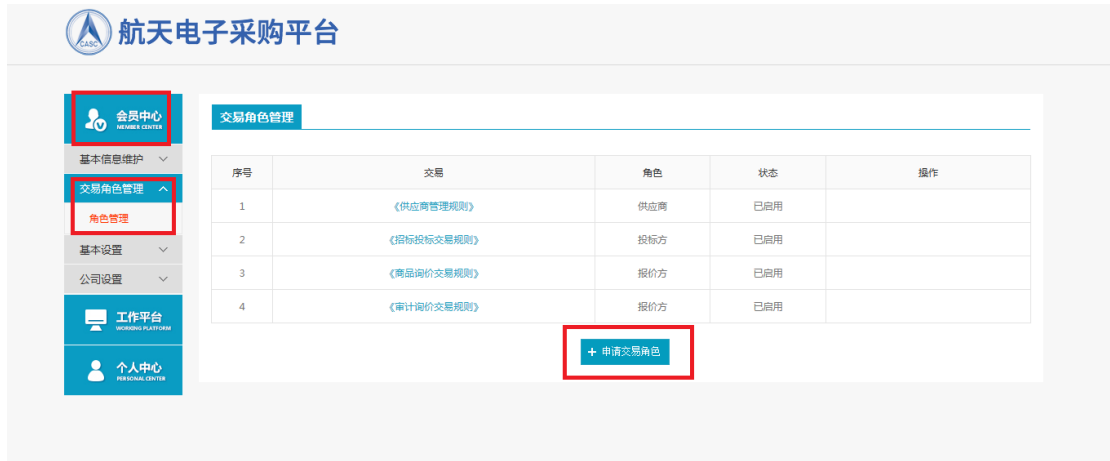 CASC
航天电子采购平台
会员中心
MEMBER CENTER
基本信息维护
交易角色管理
角色管理
基本设置
公司设置
工作平台
WORKING PLATFORM
个人中心
PERSONAL CENTER
交易角色管理
序号 交易 角色 状态 操作
1 《供应商管理规则》 供应商 已启用
2 《招标投标交易规则》 投标方 已启用
3 《商品询价交易规则》 报价方 已启用
4 《审计询价交易规则》 报价方 已启用
+ 申请交易角色